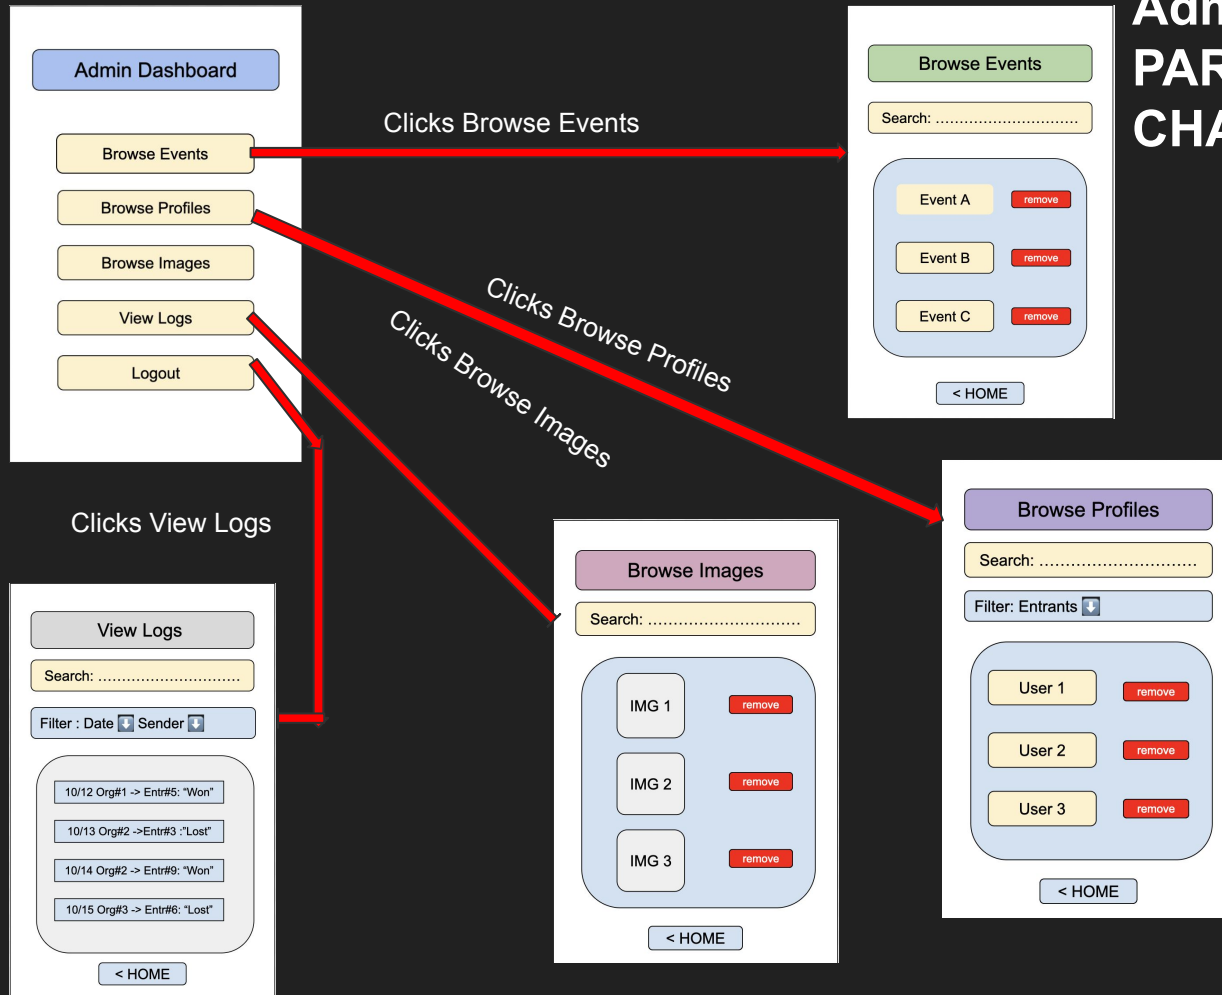 Adm
PAR
CHA
Admin Dashboard
Browse Events
Browse Profiles
Browse Images
View Logs
Logout
Clicks Browse Events
Clicks Browse Profiles
Clicks Browse Images
Clicks View Logs
Browse Events
Search: ................................
Event A remove
Event B remove
Event C remove
< HOME
Browse Profiles
Search: ................................
Filter: Entrants
User 1 remove
User 2 remove
User 3 remove
< HOME
Browse Images
Search: ................................
IMG 1 remove
IMG 2 remove
IMG 3 remove
< HOME
View Logs
Search: ................................
Filter : Date Sender
10/12 Org#1 -> Entr#5: “Won”
10/13 Org#2 ->Entr#3 :”Lost”
10/14 Org#2 -> Entr#9: “Won”
10/15 Org#3 -> Entr#6: “Lost”
< HOME